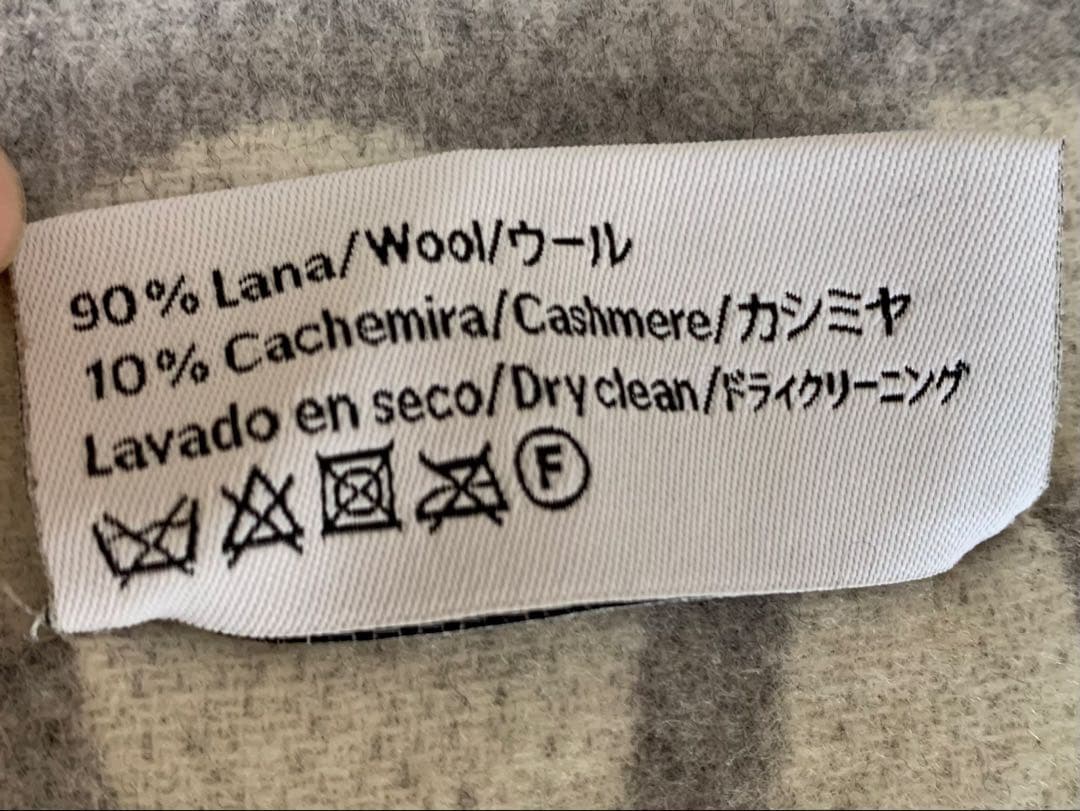 90% Lana/Wool/ウール
10% Cachemira/Cashmere/カシミヤ
Lavado en seco/Dry clean/ドライクリーニング
F